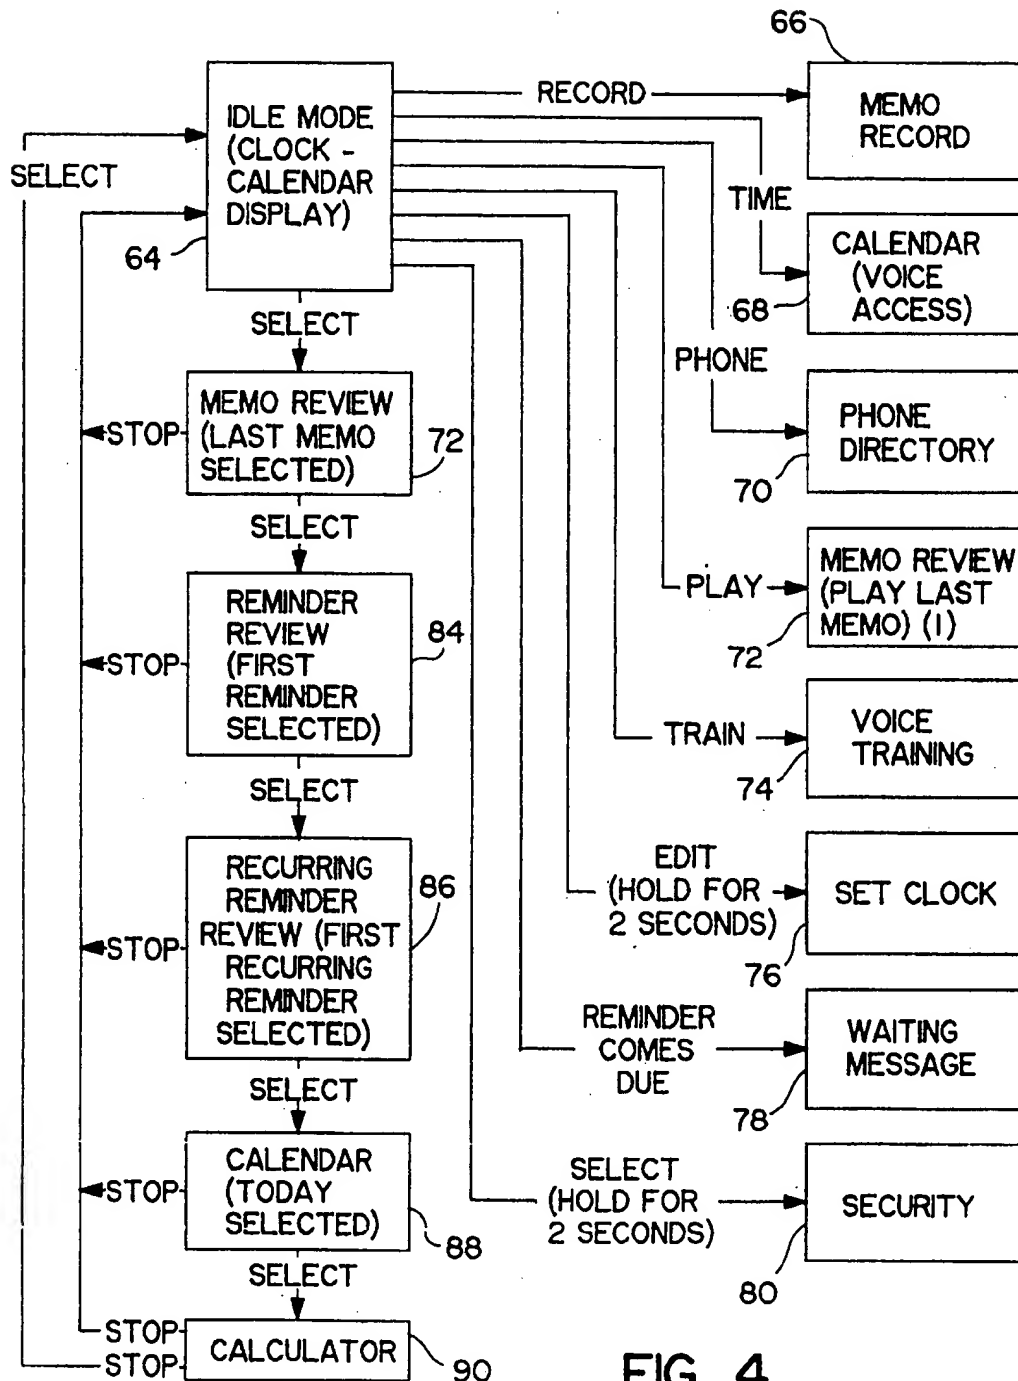 66
IDLE MODE
(CLOCK -
CALENDAR
DISPLAY)
64
RECORD
MEMO
RECORD
SELECT
TIME
CALENDAR
(VOICE
ACCESS)
68
SELECT
PHONE
PHONE
DIRECTORY
70
MEMO REVIEW
(LAST MEMO
SELECTED)
72
STOP
SELECT
PLAY
MEMO REVIEW
(PLAY LAST
MEMO) (1)
72
REMINDER
REVIEW
(FIRST
REMINDER
SELECTED)
84
STOP
TRAIN
VOICE
TRAINING
74
SELECT
RECURRING
REMINDER
REVIEW (FIRST
RECURRING
REMINDER
SELECTED)
86
STOP
EDIT
(HOLD FOR
2 SECONDS)
SET CLOCK
76
REMINDER
COMES
DUE
WAITING
MESSAGE
78
SELECT
CALENDAR
(TODAY
SELECTED)
88
STOP
SELECT
(HOLD FOR
2 SECONDS)
SECURITY
80
SELECT
STOP
STOP
CALCULATOR
90
FIG. 4